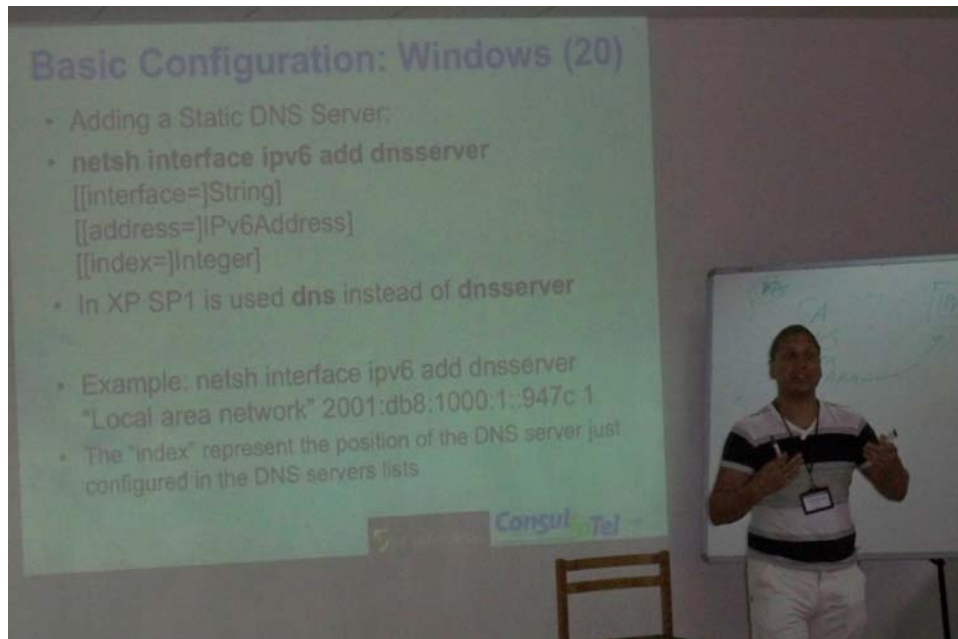 Basic Configuration: Windows (20)
• Adding a Static DNS Server:
• netsh interface ipv6 add dnsserver
[[interface=]String]
[[address=]IPv6Address]
[[index=]Integer]
• In XP SP1 is used dns instead of dnsserver
• Example: netsh interface ipv6 add dnsserver
"Local area network" 2001:db8:1000:1::947c 1
• The "index" represent the position of the DNS server just
configured in the DNS servers lists
ConsulinTel